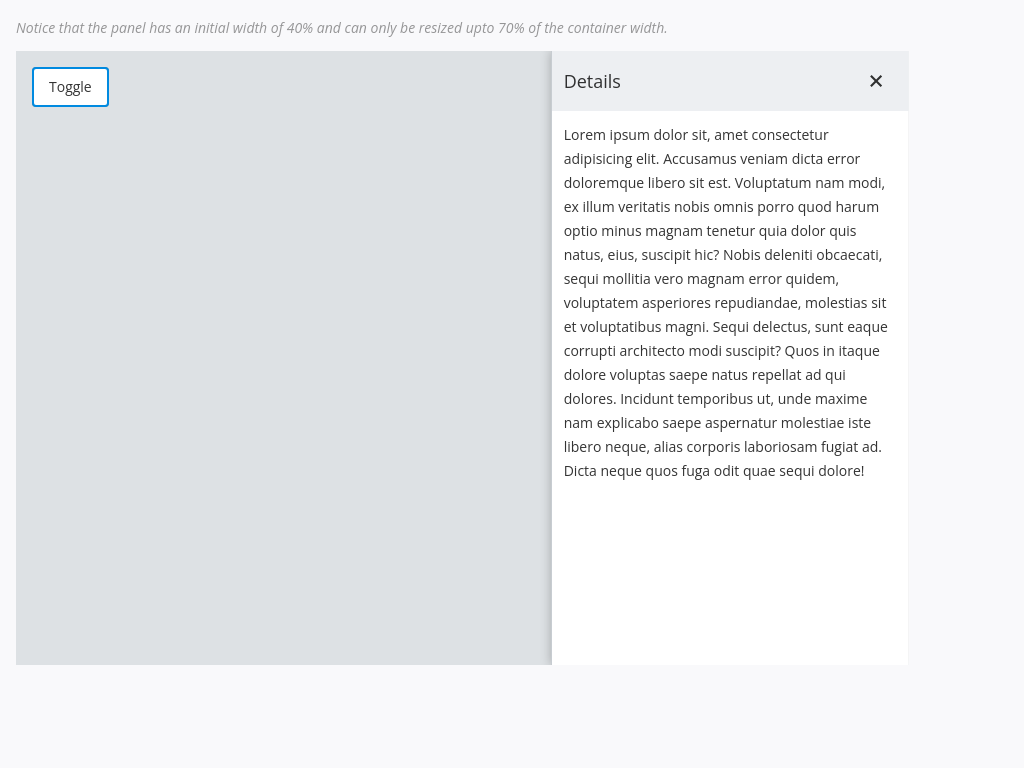 Notice that the panel has an initial width of 40% and can only be resized upto 70% of the container width.
Toggle
Details
Lorem ipsum dolor sit, amet consectetur
adipisicing elit. Accusamus veniam dicta error
doloremque libero sit est. Voluptatum nam modi,
ex illum veritatis nobis omnis porro quod harum
optio minus magnam tenetur quia dolor quis
natus, eius, suscipit hic? Nobis deleniti obcaecati,
sequi mollitia vero magnam error quidem,
voluptatem asperiores repudiandae, molestias sit
et voluptatibus magni. Sequi delectus, sunt eaque
corrupti architecto modi suscipit? Quos in itaque
dolore voluptas saepe natus repellat ad qui
dolores. Incidunt temporibus ut, unde maxime
nam explicabo saepe aspernatur molestiae iste
libero neque, alias corporis laboriosam fugiat ad.
Dicta neque quos fuga odit quae sequi dolore!